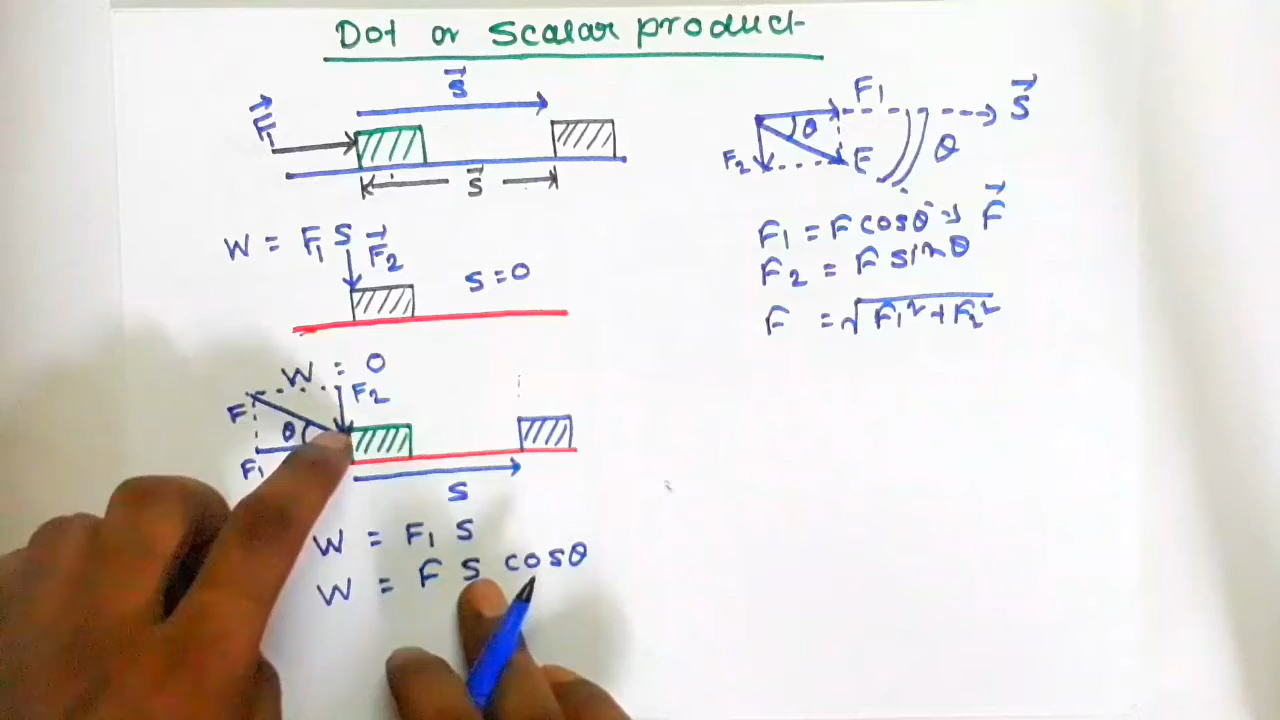 Dot or Scalar product
S⃗
F⃗₁
S⃗
W = F₁ S
F⃗₂
S = 0
W = 0
F
F₂
θ
F₁
S
W = F₁ S
W = F S cosθ
F₁
S⃗
θ
F₂
F
θ
F⃗
F₁ = F cosθ
F₂ = F sinθ
F = √F₁² + F₂²